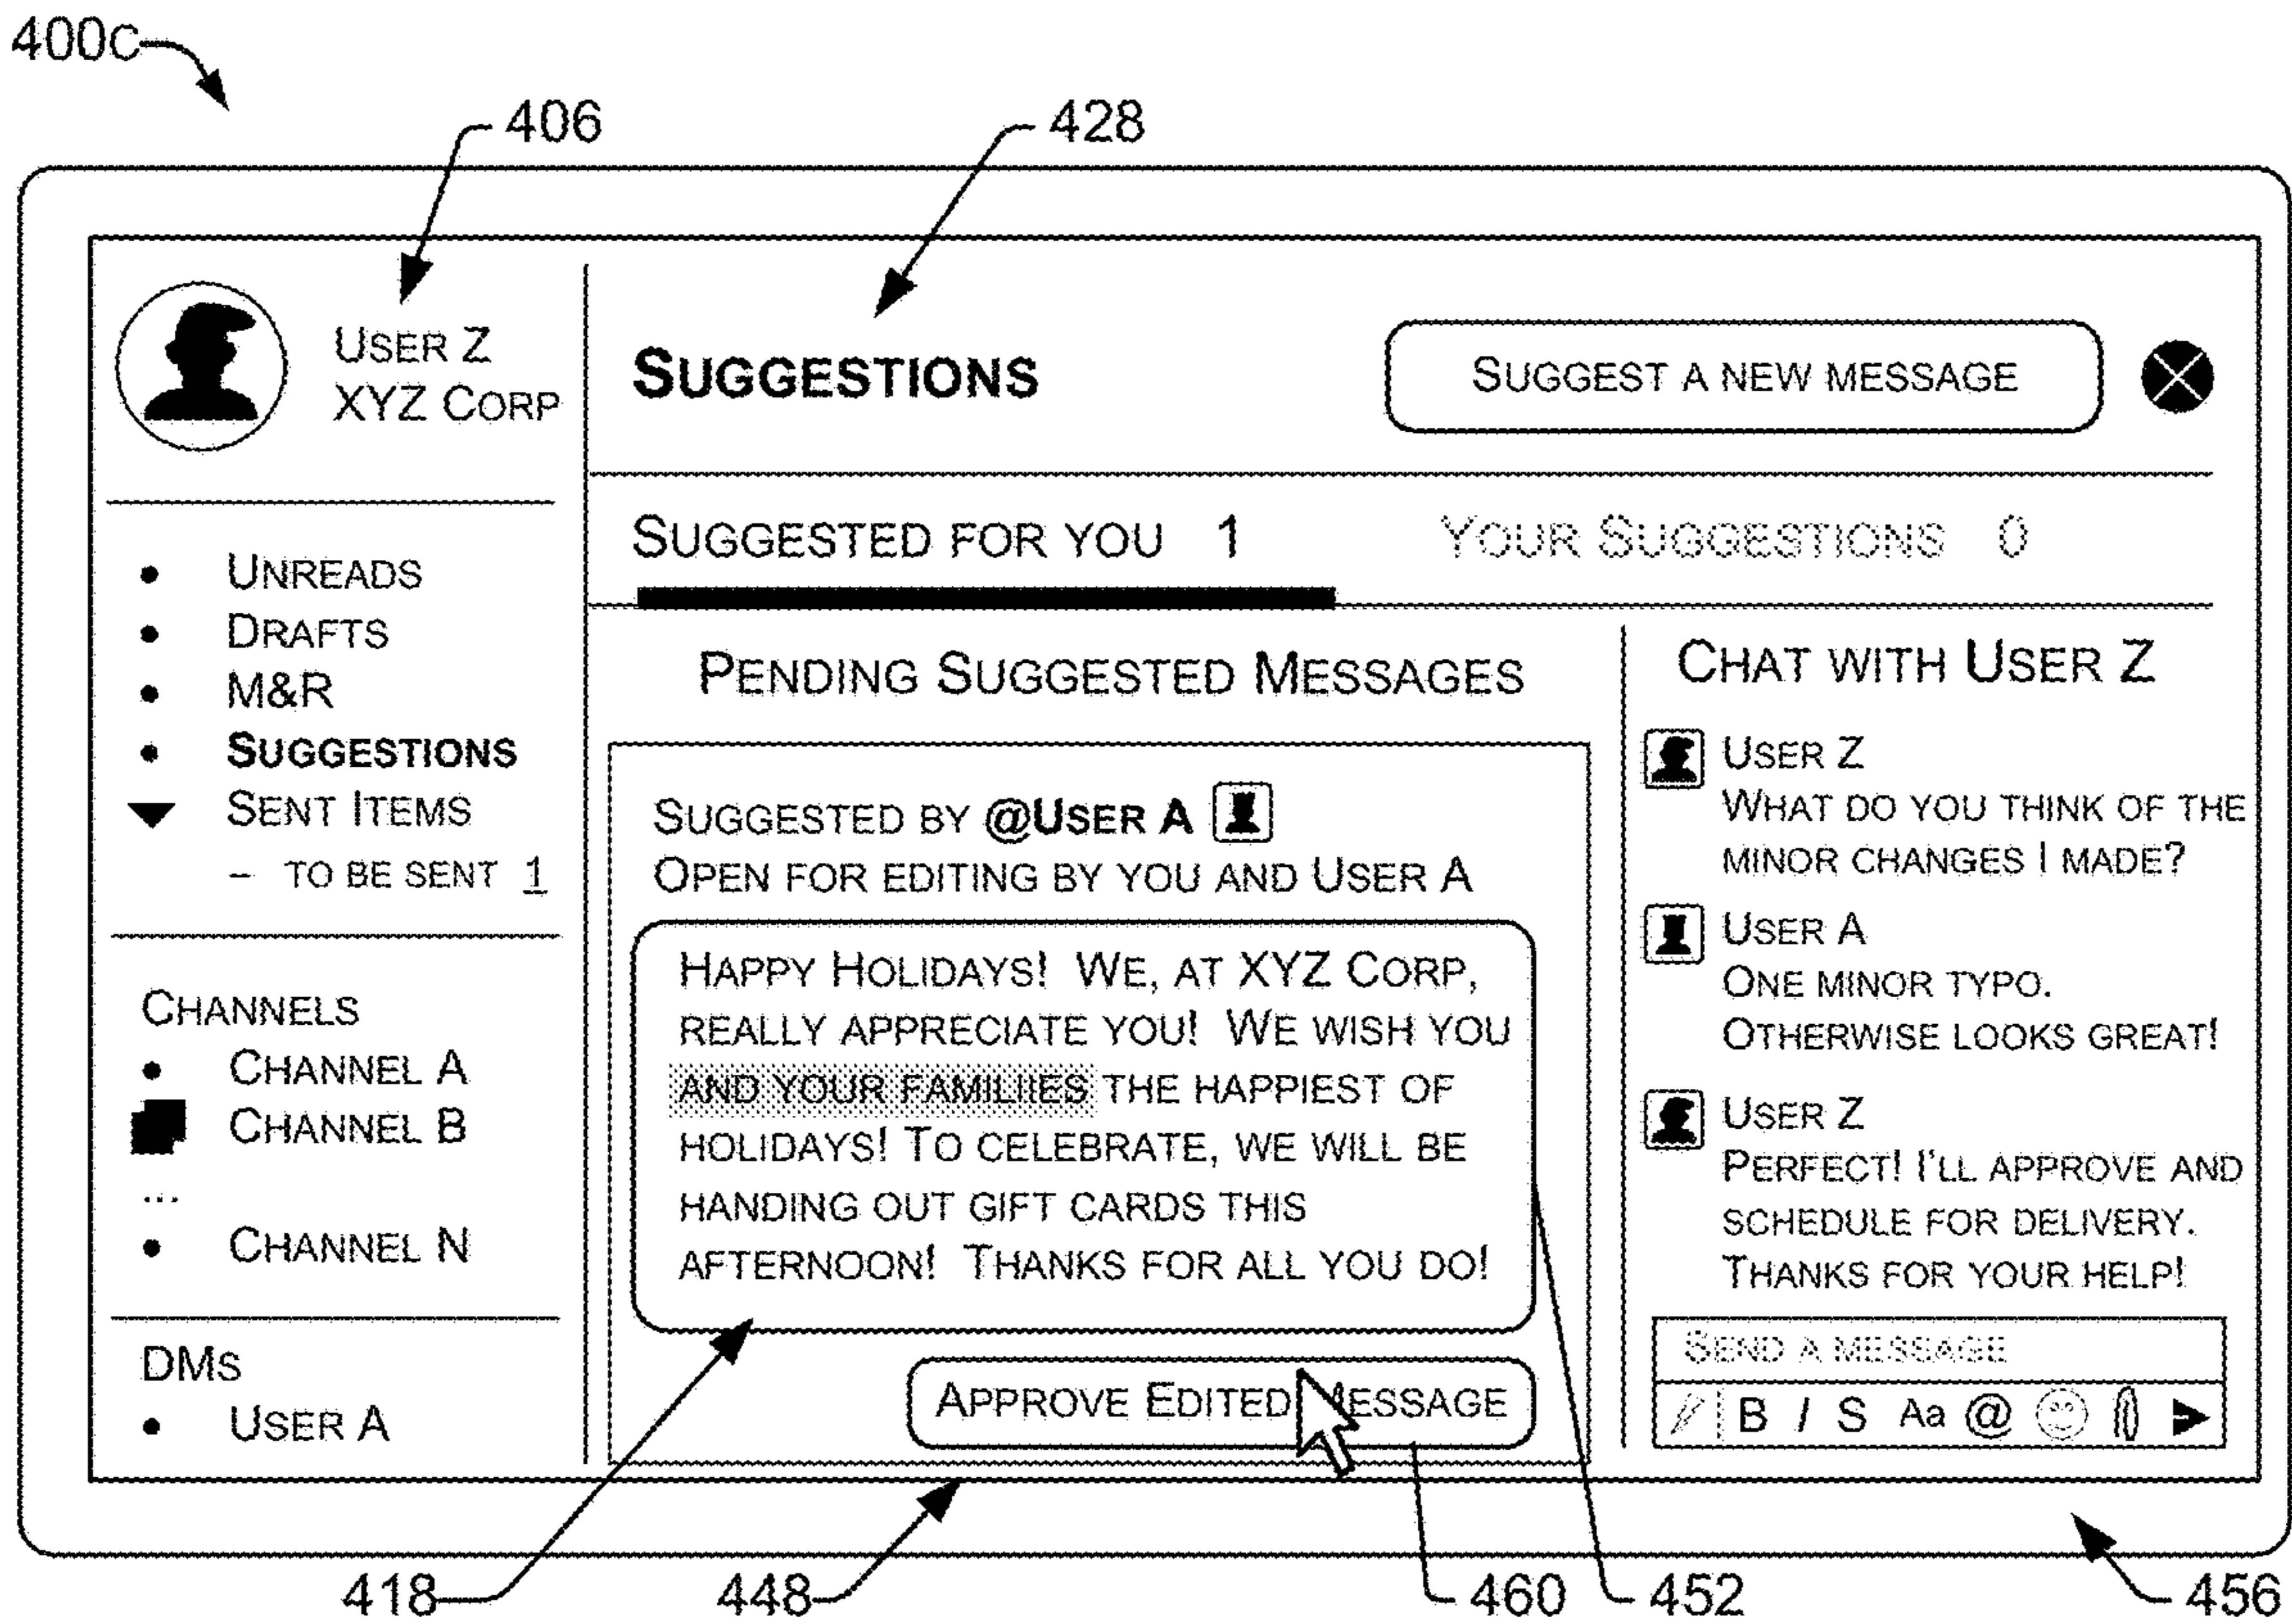 400C
406
428
USER Z
XYZ CORP
SUGGESTIONS
SUGGEST A NEW MESSAGE
UNREADS
DRAFTS
M&R
SUGGESTIONS
SENT ITEMS
– TO BE SENT 1
CHANNELS
CHANNEL A
CHANNEL B
...
CHANNEL N
DMS
USER A
SUGGESTED FOR YOU 1
YOUR SUGGESTIONS 0
PENDING SUGGESTED MESSAGES
SUGGESTED BY @USER A
OPEN FOR EDITING BY YOU AND USER A
HAPPY HOLIDAYS! WE, AT XYZ CORP,
REALLY APPRECIATE YOU! WE WISH YOU
AND YOUR FAMILIIES THE HAPPIEST OF
HOLIDAYS! TO CELEBRATE, WE WILL BE
HANDING OUT GIFT CARDS THIS
AFTERNOON! THANKS FOR ALL YOU DO!
APPROVE EDITED MESSAGE
CHAT WITH USER Z
USER Z
WHAT DO YOU THINK OF THE
MINOR CHANGES I MADE?
USER A
ONE MINOR TYPO.
OTHERWISE LOOKS GREAT!
USER Z
PERFECT! I'LL APPROVE AND
SCHEDULE FOR DELIVERY.
THANKS FOR YOUR HELP!
SEND A MESSAGE
B I S Aa @
418
448
460
452
456